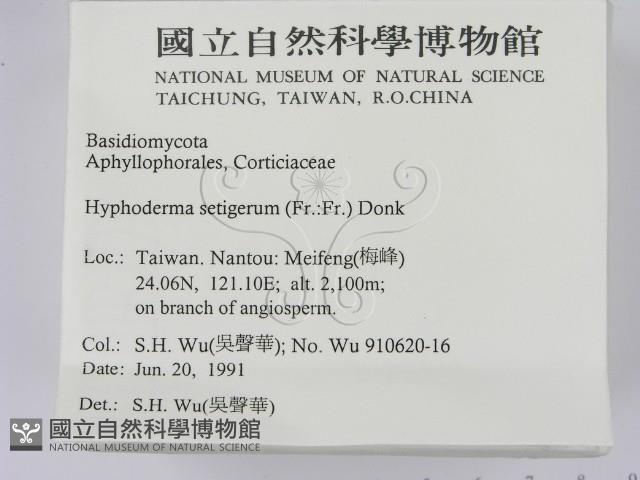 國立自然科學博物館
NATIONAL MUSEUM OF NATURAL SCIENCE
TAICHUNG, TAIWAN, R.O.CHINA
Basidiomycota
Aphyllophorales, Corticiaceae
Hyphoderma setigerum (Fr.:Fr.) Donk
Loc.: Taiwan. Nantou: Meifeng(梅峰)
24.06N, 121.10E; alt. 2,100m;
on branch of angiosperm.
Col.: S.H. Wu(吳聲華); No. Wu 910620-16
Date: Jun. 20, 1991
Det.: S.H. Wu(吳聲華)
國立自然科學博物館
NATIONAL MUSEUM OF NATURAL SCIENCE